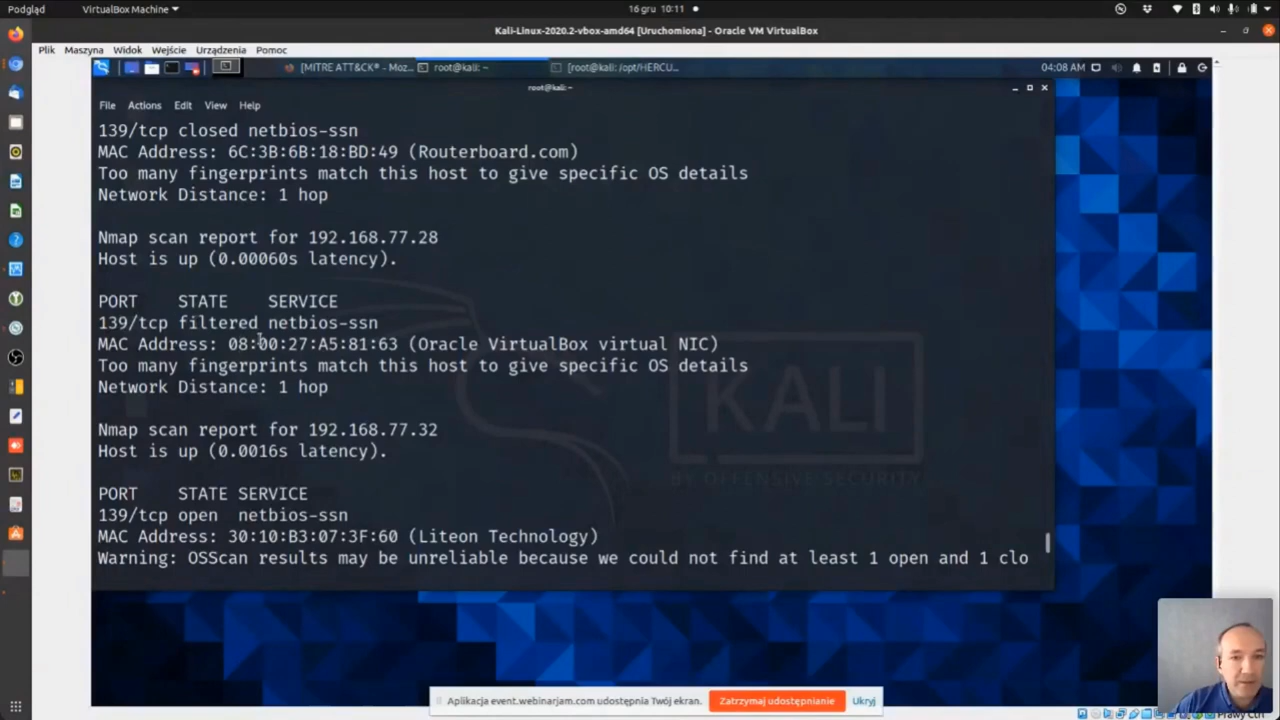 Podgląd
VirtualBox Machine
16 gru 10:11
Kali-Linux-2020.2-vbox-amd64 [Uruchomiona] - Oracle VM VirtualBox
Plik Maszyna Widok Wejście Urządzenia Pomoc
[MITRE ATT&CK® - Moz...
root@kali: ~
[root@kali: /opt/HERCU...
04:08 AM
root@kali: ~
File Actions Edit View Help
139/tcp closed netbios-ssn
MAC Address: 6C:3B:6B:18:BD:49 (Routerboard.com)
Too many fingerprints match this host to give specific OS details
Network Distance: 1 hop
Nmap scan report for 192.168.77.28
Host is up (0.00060s latency).
PORT STATE SERVICE
139/tcp filtered netbios-ssn
MAC Address: 08:00:27:A5:81:63 (Oracle VirtualBox virtual NIC)
Too many fingerprints match this host to give specific OS details
Network Distance: 1 hop
Nmap scan report for 192.168.77.32
Host is up (0.0016s latency).
PORT STATE SERVICE
139/tcp open netbios-ssn
MAC Address: 30:10:B3:07:3F:60 (Liteon Technology)
Warning: OSScan results may be unreliable because we could not find at least 1 open and 1 clo
KALI
BY OFFENSIVE SECURITY
Aplikacja event.webinarjam.com udostępnia Twój ekran.
Zatrzymaj udostępnianie
Ukryj
Prawy Ctrl